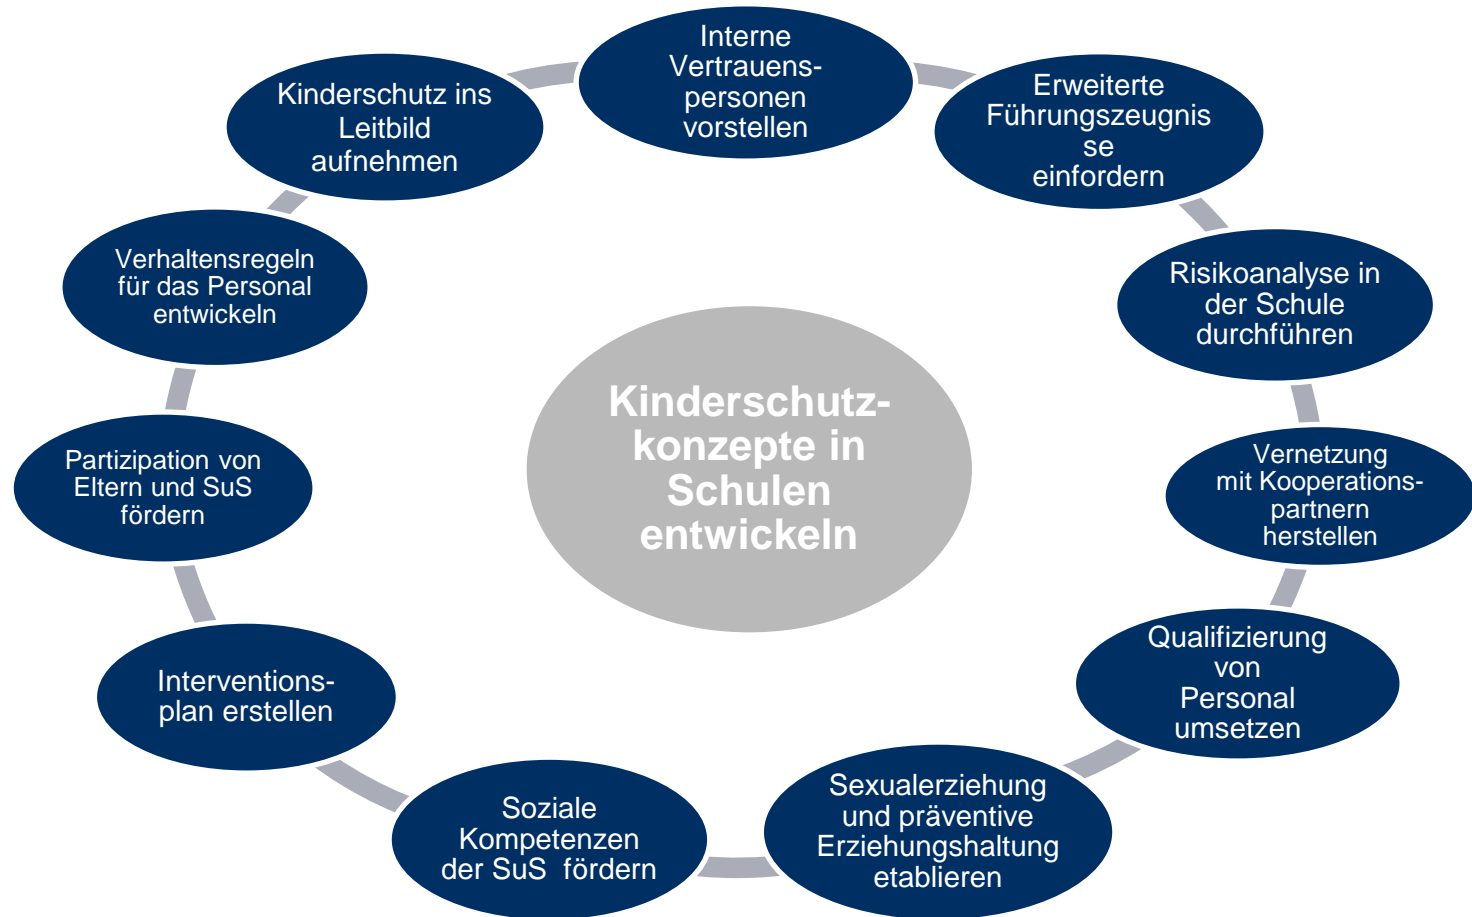 Interne
Vertrauens-
personen
vorstellen
Erweiterte
Führungszeugnis
se
einfordern
Risikoanalyse in
der Schule
durchführen
Vernetzung
mit Kooperations-
partnern
herstellen
Qualifizierung
von
Personal
umsetzen
Sexualerziehung
und präventive
Erziehungshaltung
etablieren
Soziale
Kompetenzen
der SuS  fördern
Interventions-
plan erstellen
Partizipation von
Eltern und SuS
fördern
Verhaltensregeln
für das Personal
entwickeln
Kinderschutz ins
Leitbild
aufnehmen
Kinderschutz-
konzepte in
Schulen
entwickeln